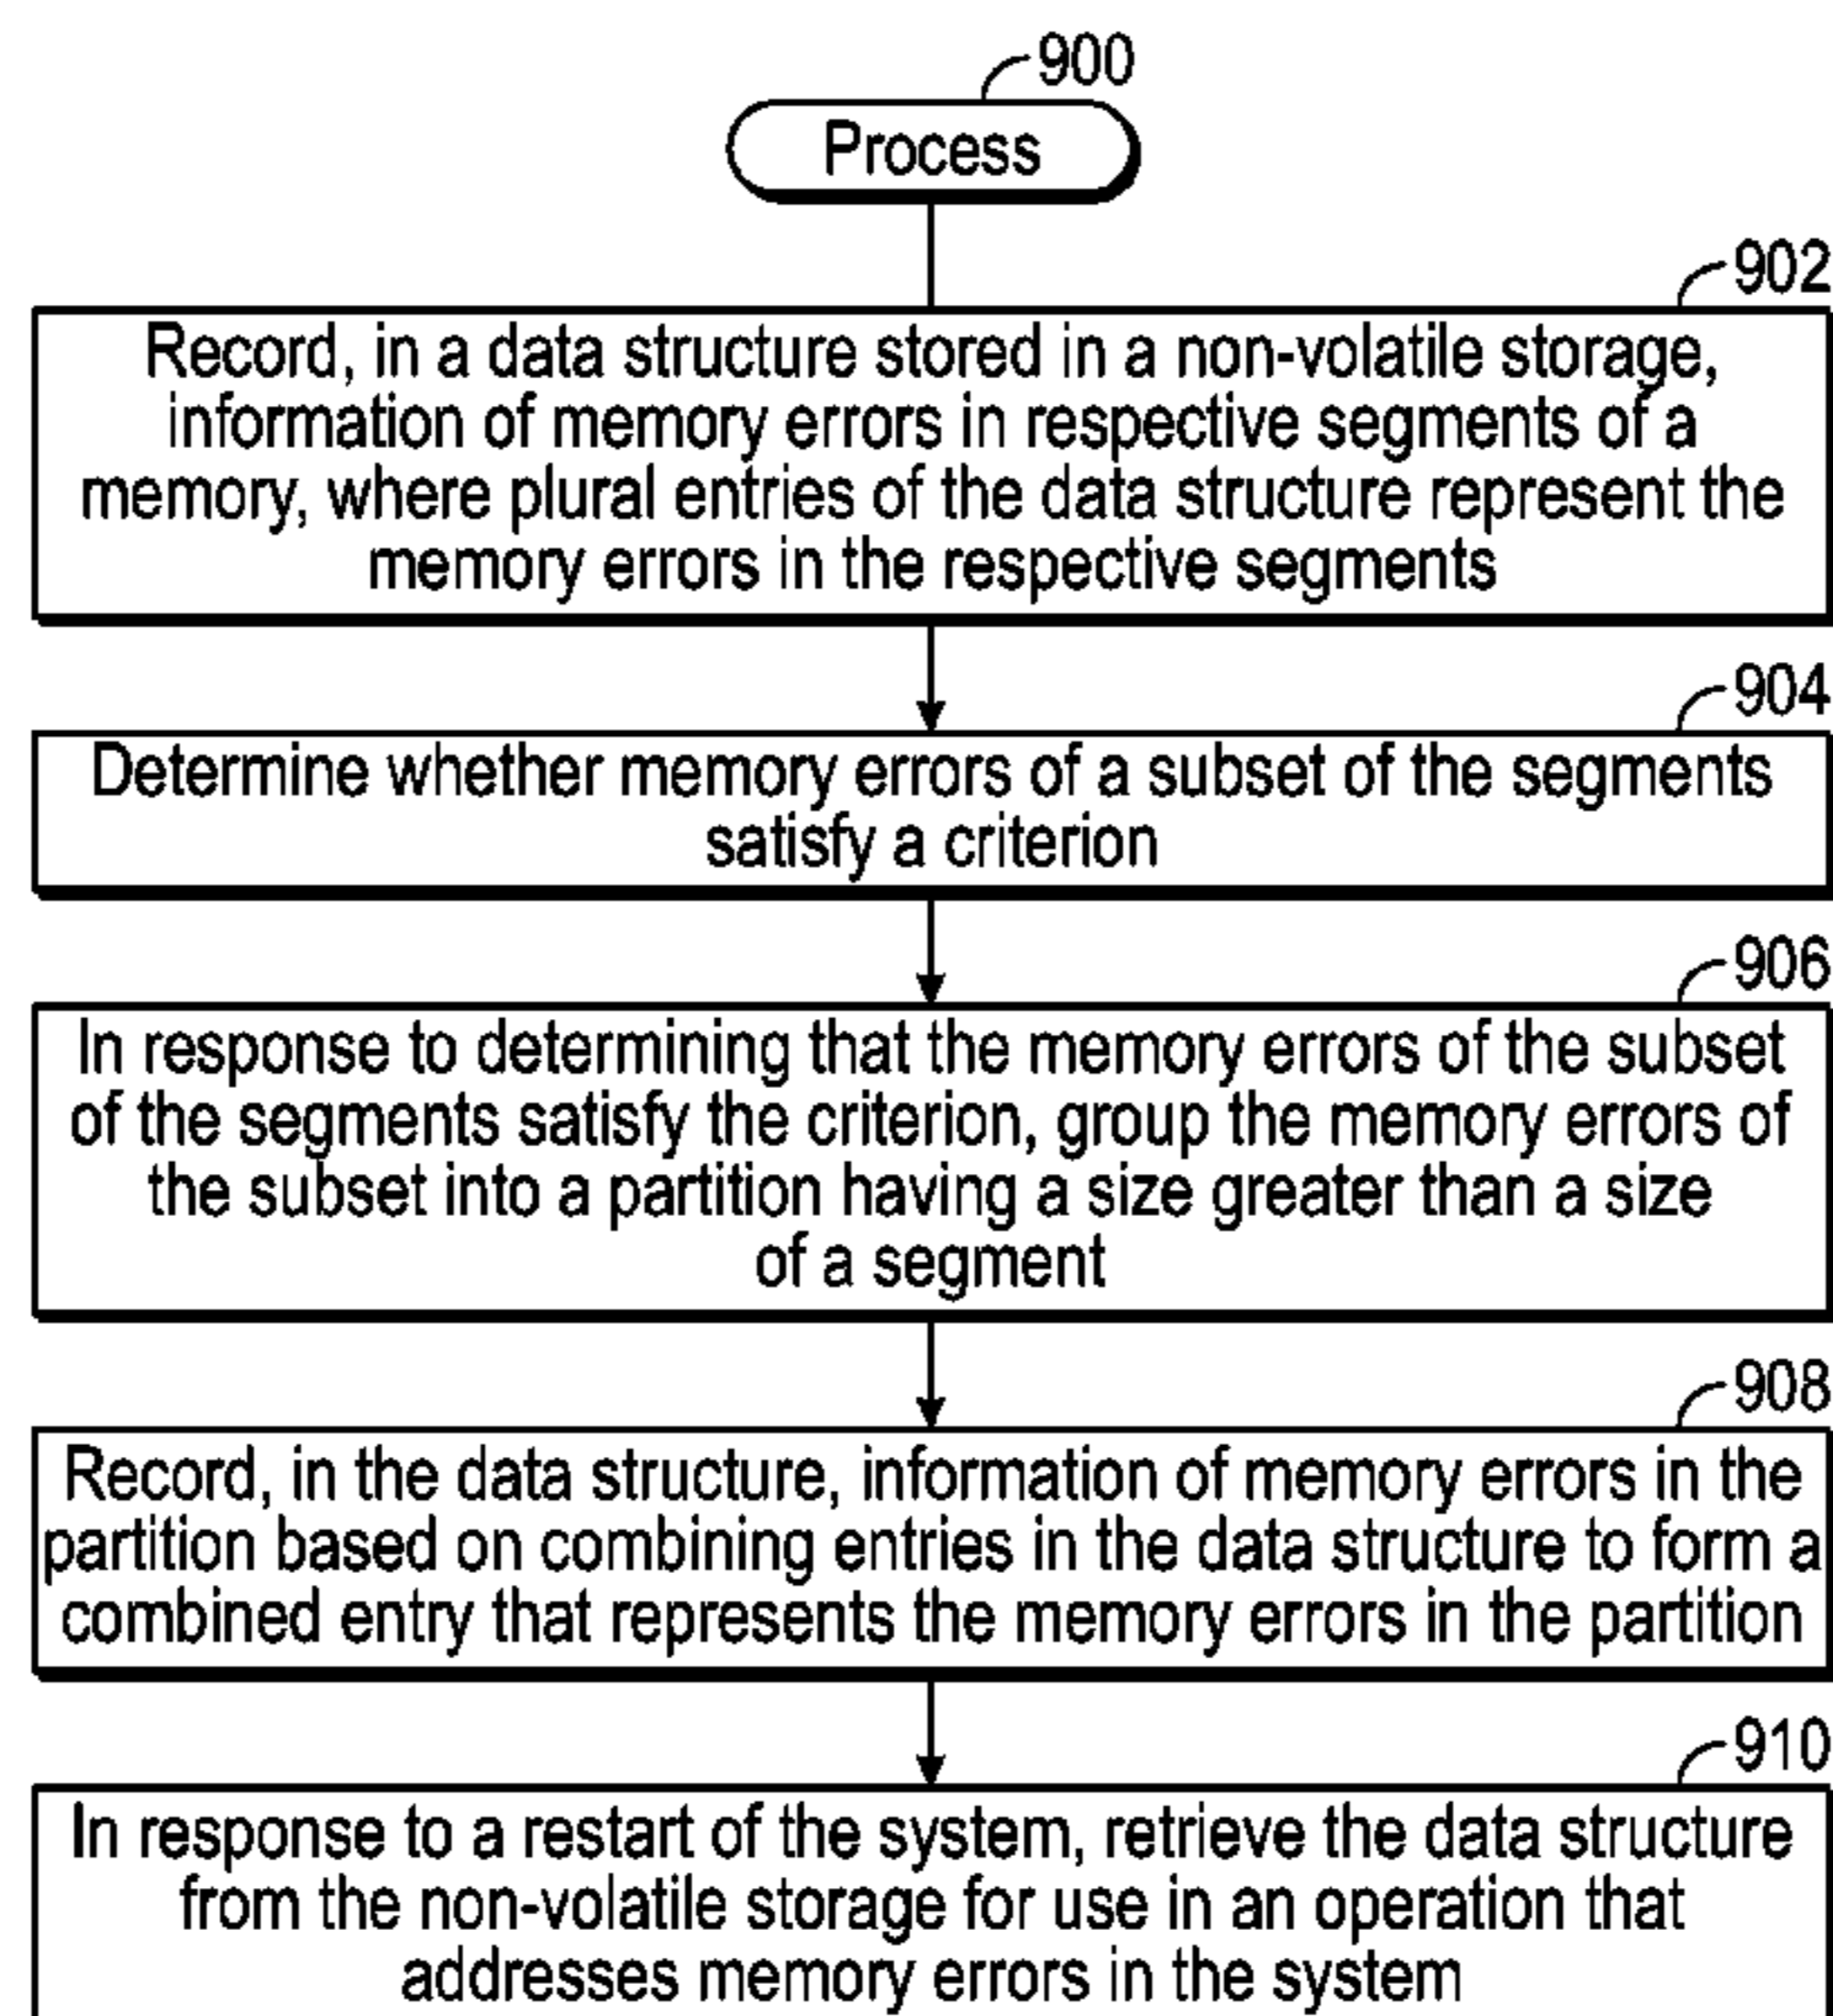 900
Process
902
Record, in a data structure stored in a non-volatile storage,
information of memory errors in respective segments of a
memory, where plural entries of the data structure represent the
memory errors in the respective segments
904
Determine whether memory errors of a subset of the segments
satisfy a criterion
906
In response to determining that the memory errors of the subset
of the segments satisfy the criterion, group the memory errors of
the subset into a partition having a size greater than a size
of a segment
908
Record, in the data structure, information of memory errors in the
partition based on combining entries in the data structure to form a
combined entry that represents the memory errors in the partition
910
In response to a restart of the system, retrieve the data structure
from the non-volatile storage for use in an operation that
addresses memory errors in the system